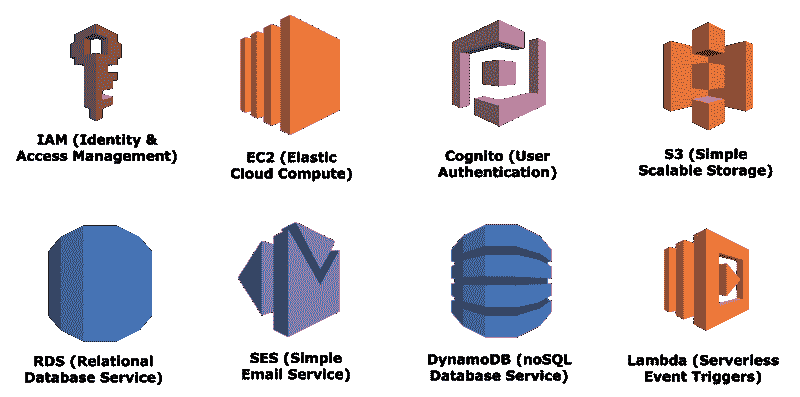 IAM (Identity &
Access Management)
EC2 (Elastic
Cloud Compute)
Cognito (User
Authentication)
S3 (Simple
Scalable Storage)
RDS (Relational
Database Service)
SES (Simple
Email Service)
DynamoDB (noSQL
Database Service)
Lambda (Serverless
Event Triggers)